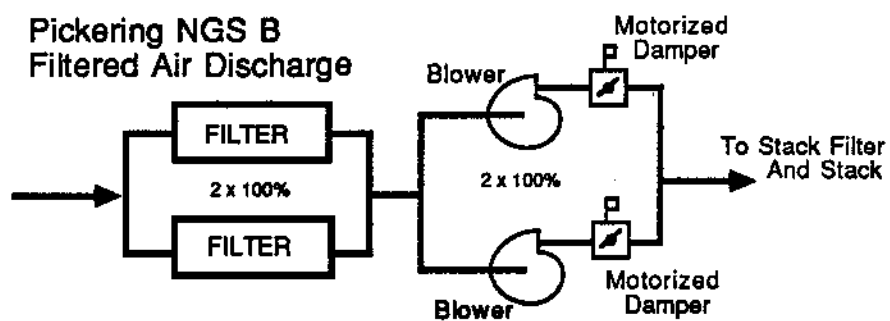 Pickering NGS B
Filtered Air Discharge
Motorized
Damper
Blower
FILTER
2 x 100%
2 x 100%
To Stack Filter
And Stack
FILTER
Blower
Motorized
Damper